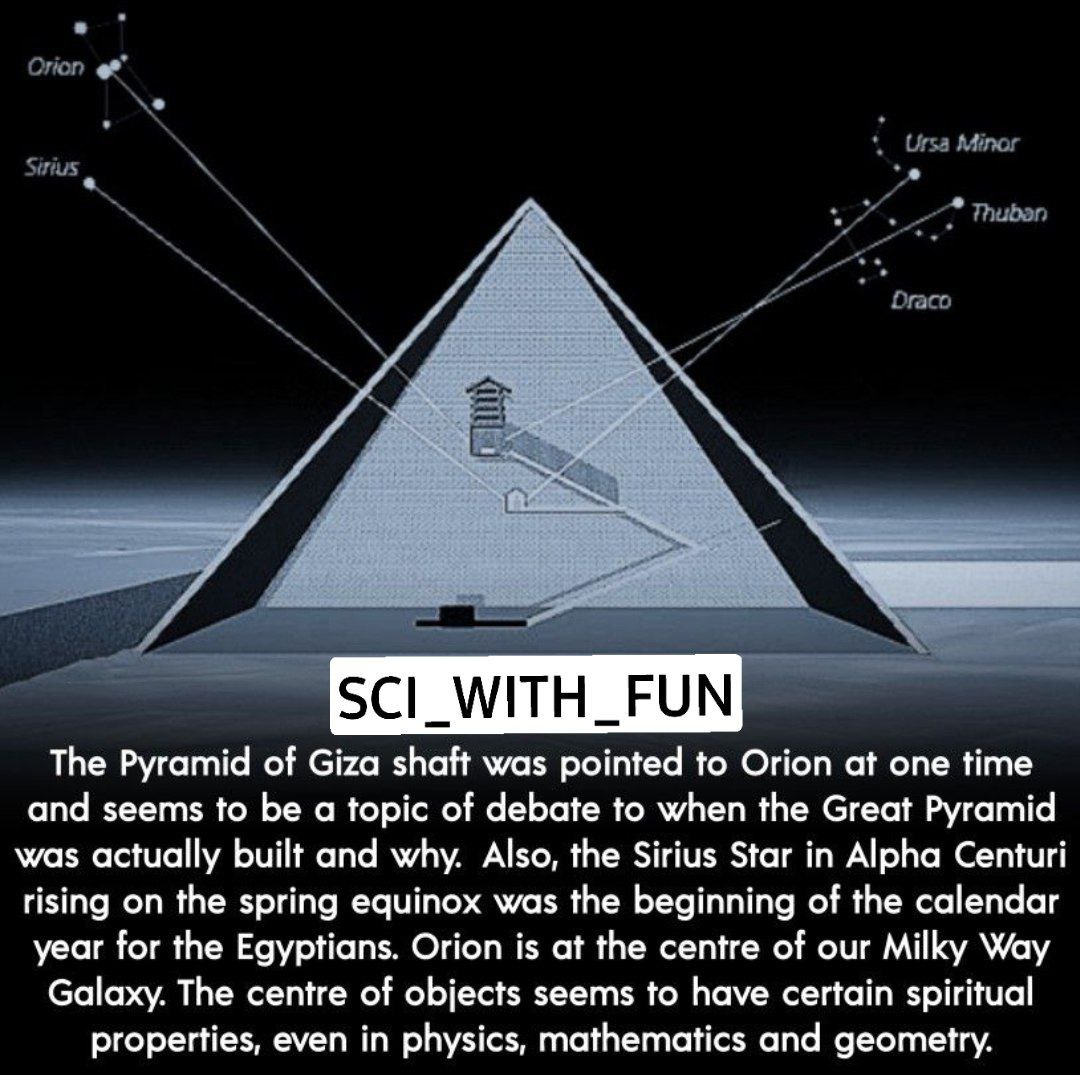 Orion
Sirius
Ursa Minor
Thuban
Draco
SCI_WITH_FUN
The Pyramid of Giza shaft was pointed to Orion at one time
and seems to be a topic of debate to when the Great Pyramid
was actually built and why. Also, the Sirius Star in Alpha Centuri
rising on the spring equinox was the beginning of the calendar
year for the Egyptians. Orion is at the centre of our Milky Way
Galaxy. The centre of objects seems to have certain spiritual
properties, even in physics, mathematics and geometry.